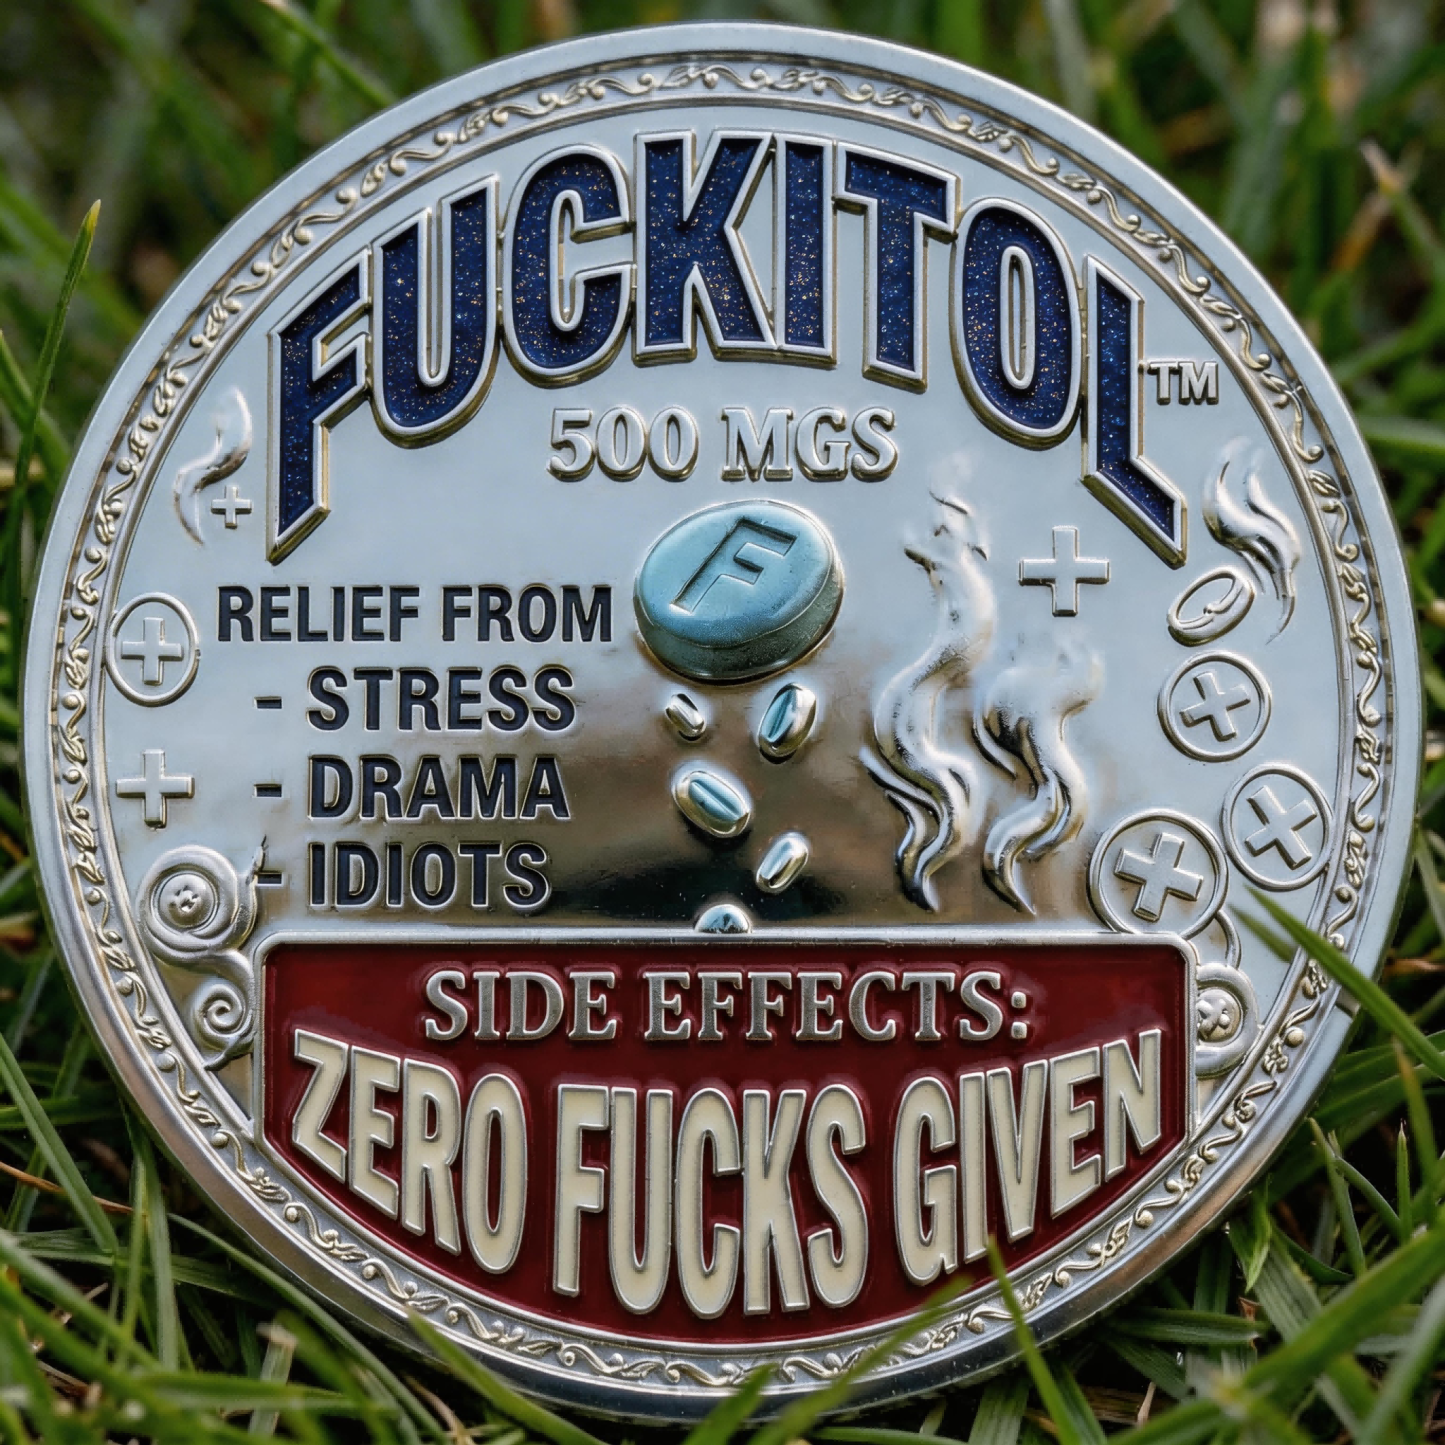 FUCKITOL™
500 MGS
F
RELIEF FROM
- STRESS
- DRAMA
- IDIOTS
SIDE EFFECTS:
ZERO FUCKS GIVEN